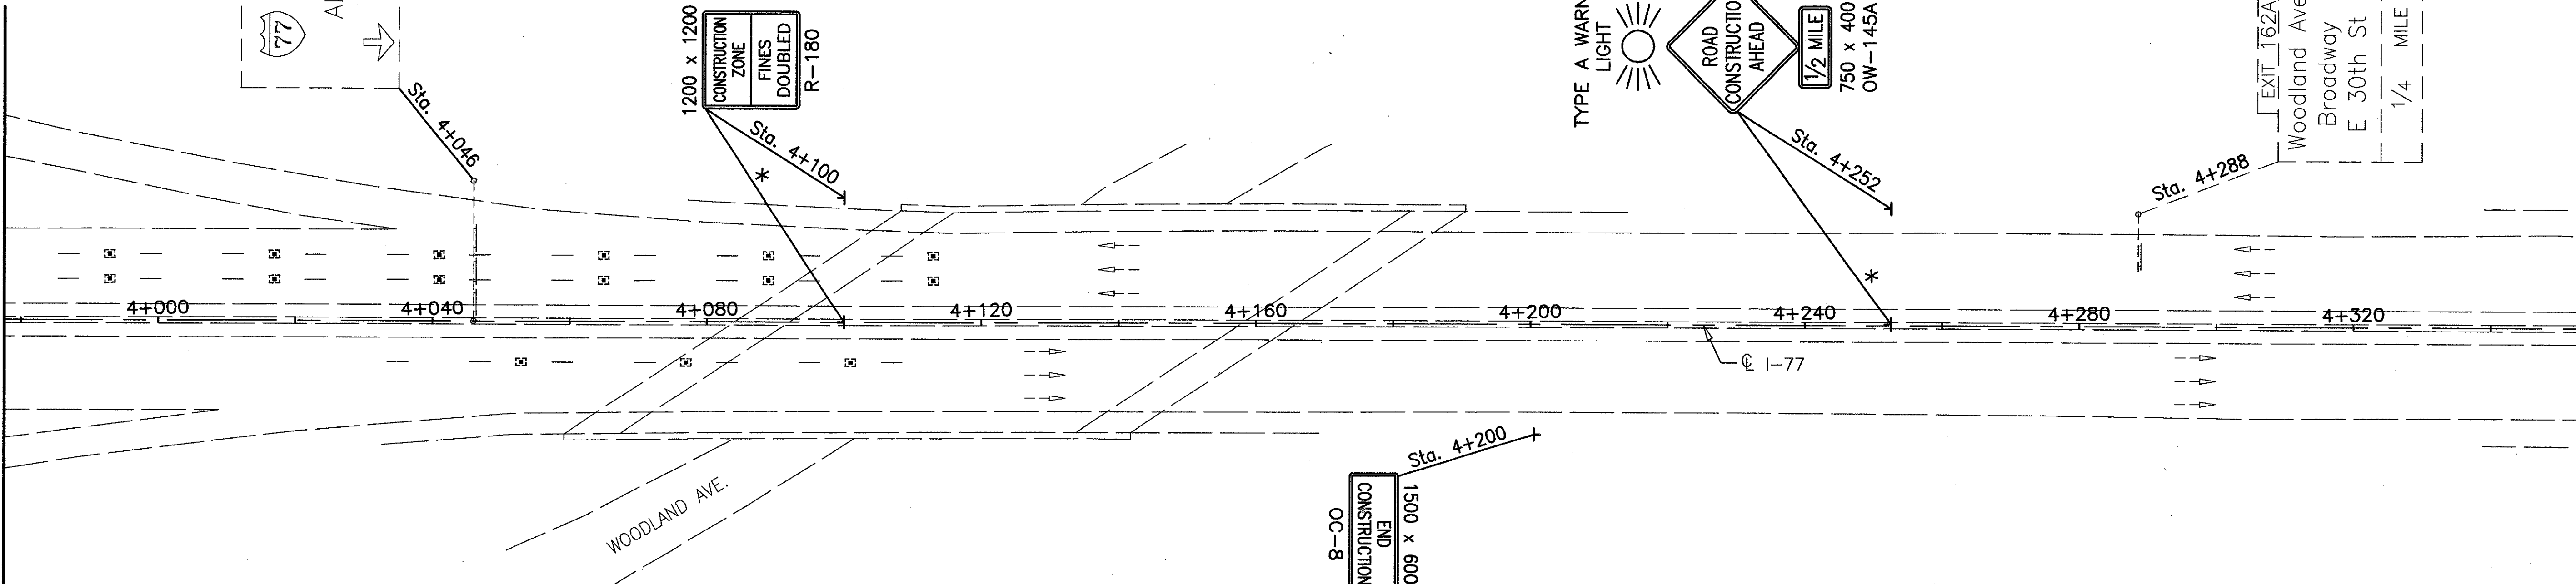 77
Sta. 4+046
1200 x 1200
CONSTRUCTION
ZONE
FINES
DOUBLED
R-180
Sta. 4+100
*
TYPE A WARN
LIGHT
ROAD
CONSTRUCTIO
AHEAD
1/2 MILE
750 x 400
OW-145A
Sta. 4+252
*
EXIT 162A
Woodland Ave
Broadway
E 30th St
1/4 MILE
Sta. 4+288
4+000
4+040
4+080
4+120
4+160
4+200
4+240
4+280
4+320
℄ I-77
WOODLAND AVE.
Sta. 4+200
1500 x 600
END
CONSTRUCTION
OC-8